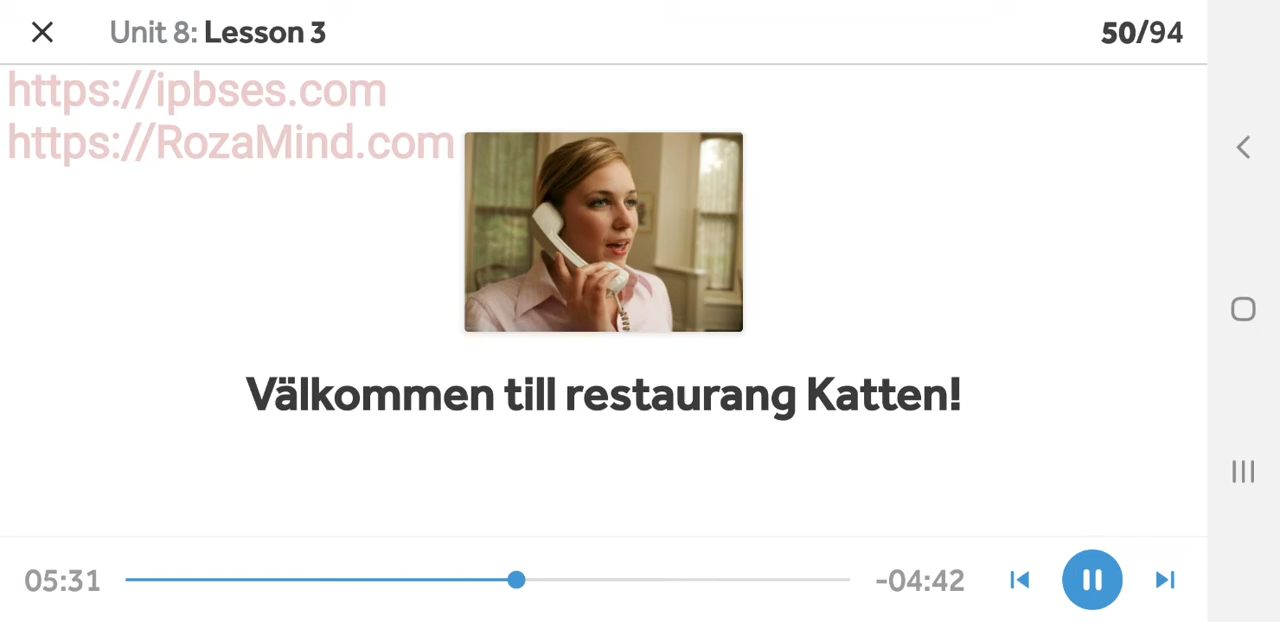 Unit 8: Lesson 3
50/94
https://ipbses.com
https://RozaMind.com
Välkommen till restaurang Katten!
05:31
-04:42